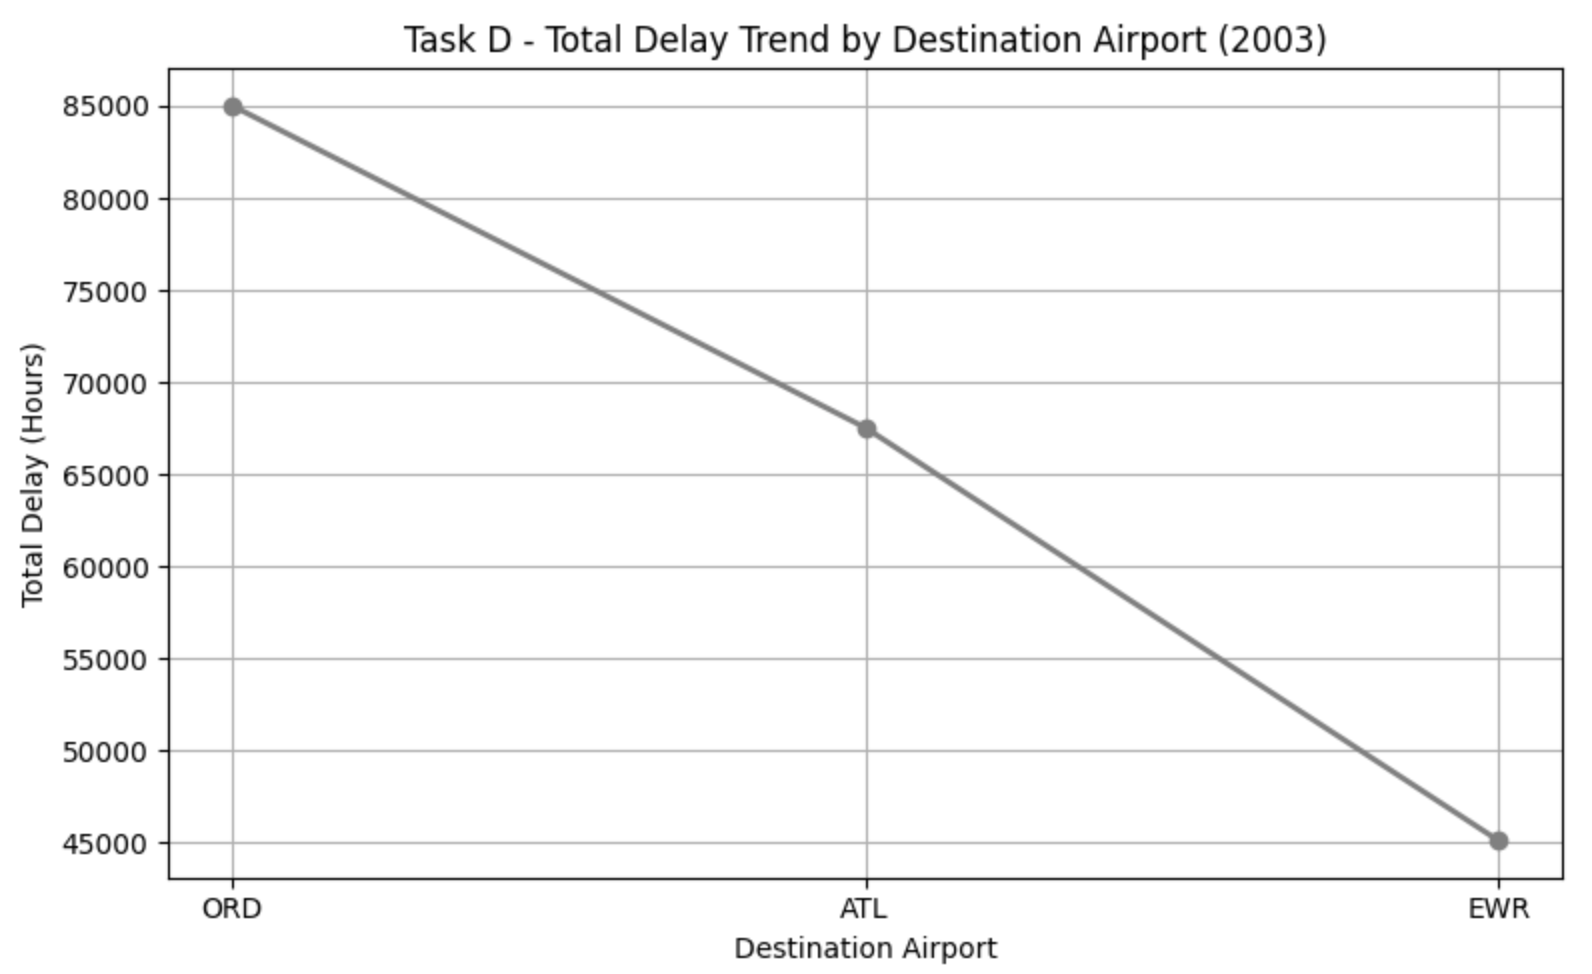 Task D - Total Delay Trend by Destination Airport (2003)
85000
80000
75000
70000
65000
60000
55000
50000
45000
Total Delay (Hours)
ORD ATL EWR
Destination Airport